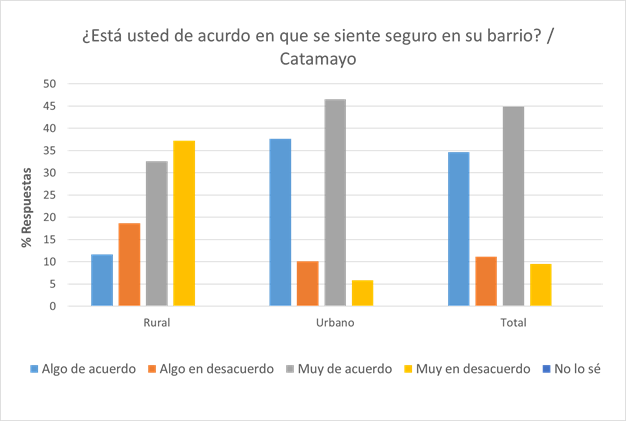 ¿Está usted de acurdo en que se siente seguro en su barrio? /
Catamayo
% Respuestas
50
45
40
35
30
25
20
15
10
5
0
Rural Urbano Total
Algo de acuerdo Algo en desacuerdo Muy de acuerdo Muy en desacuerdo No lo sé